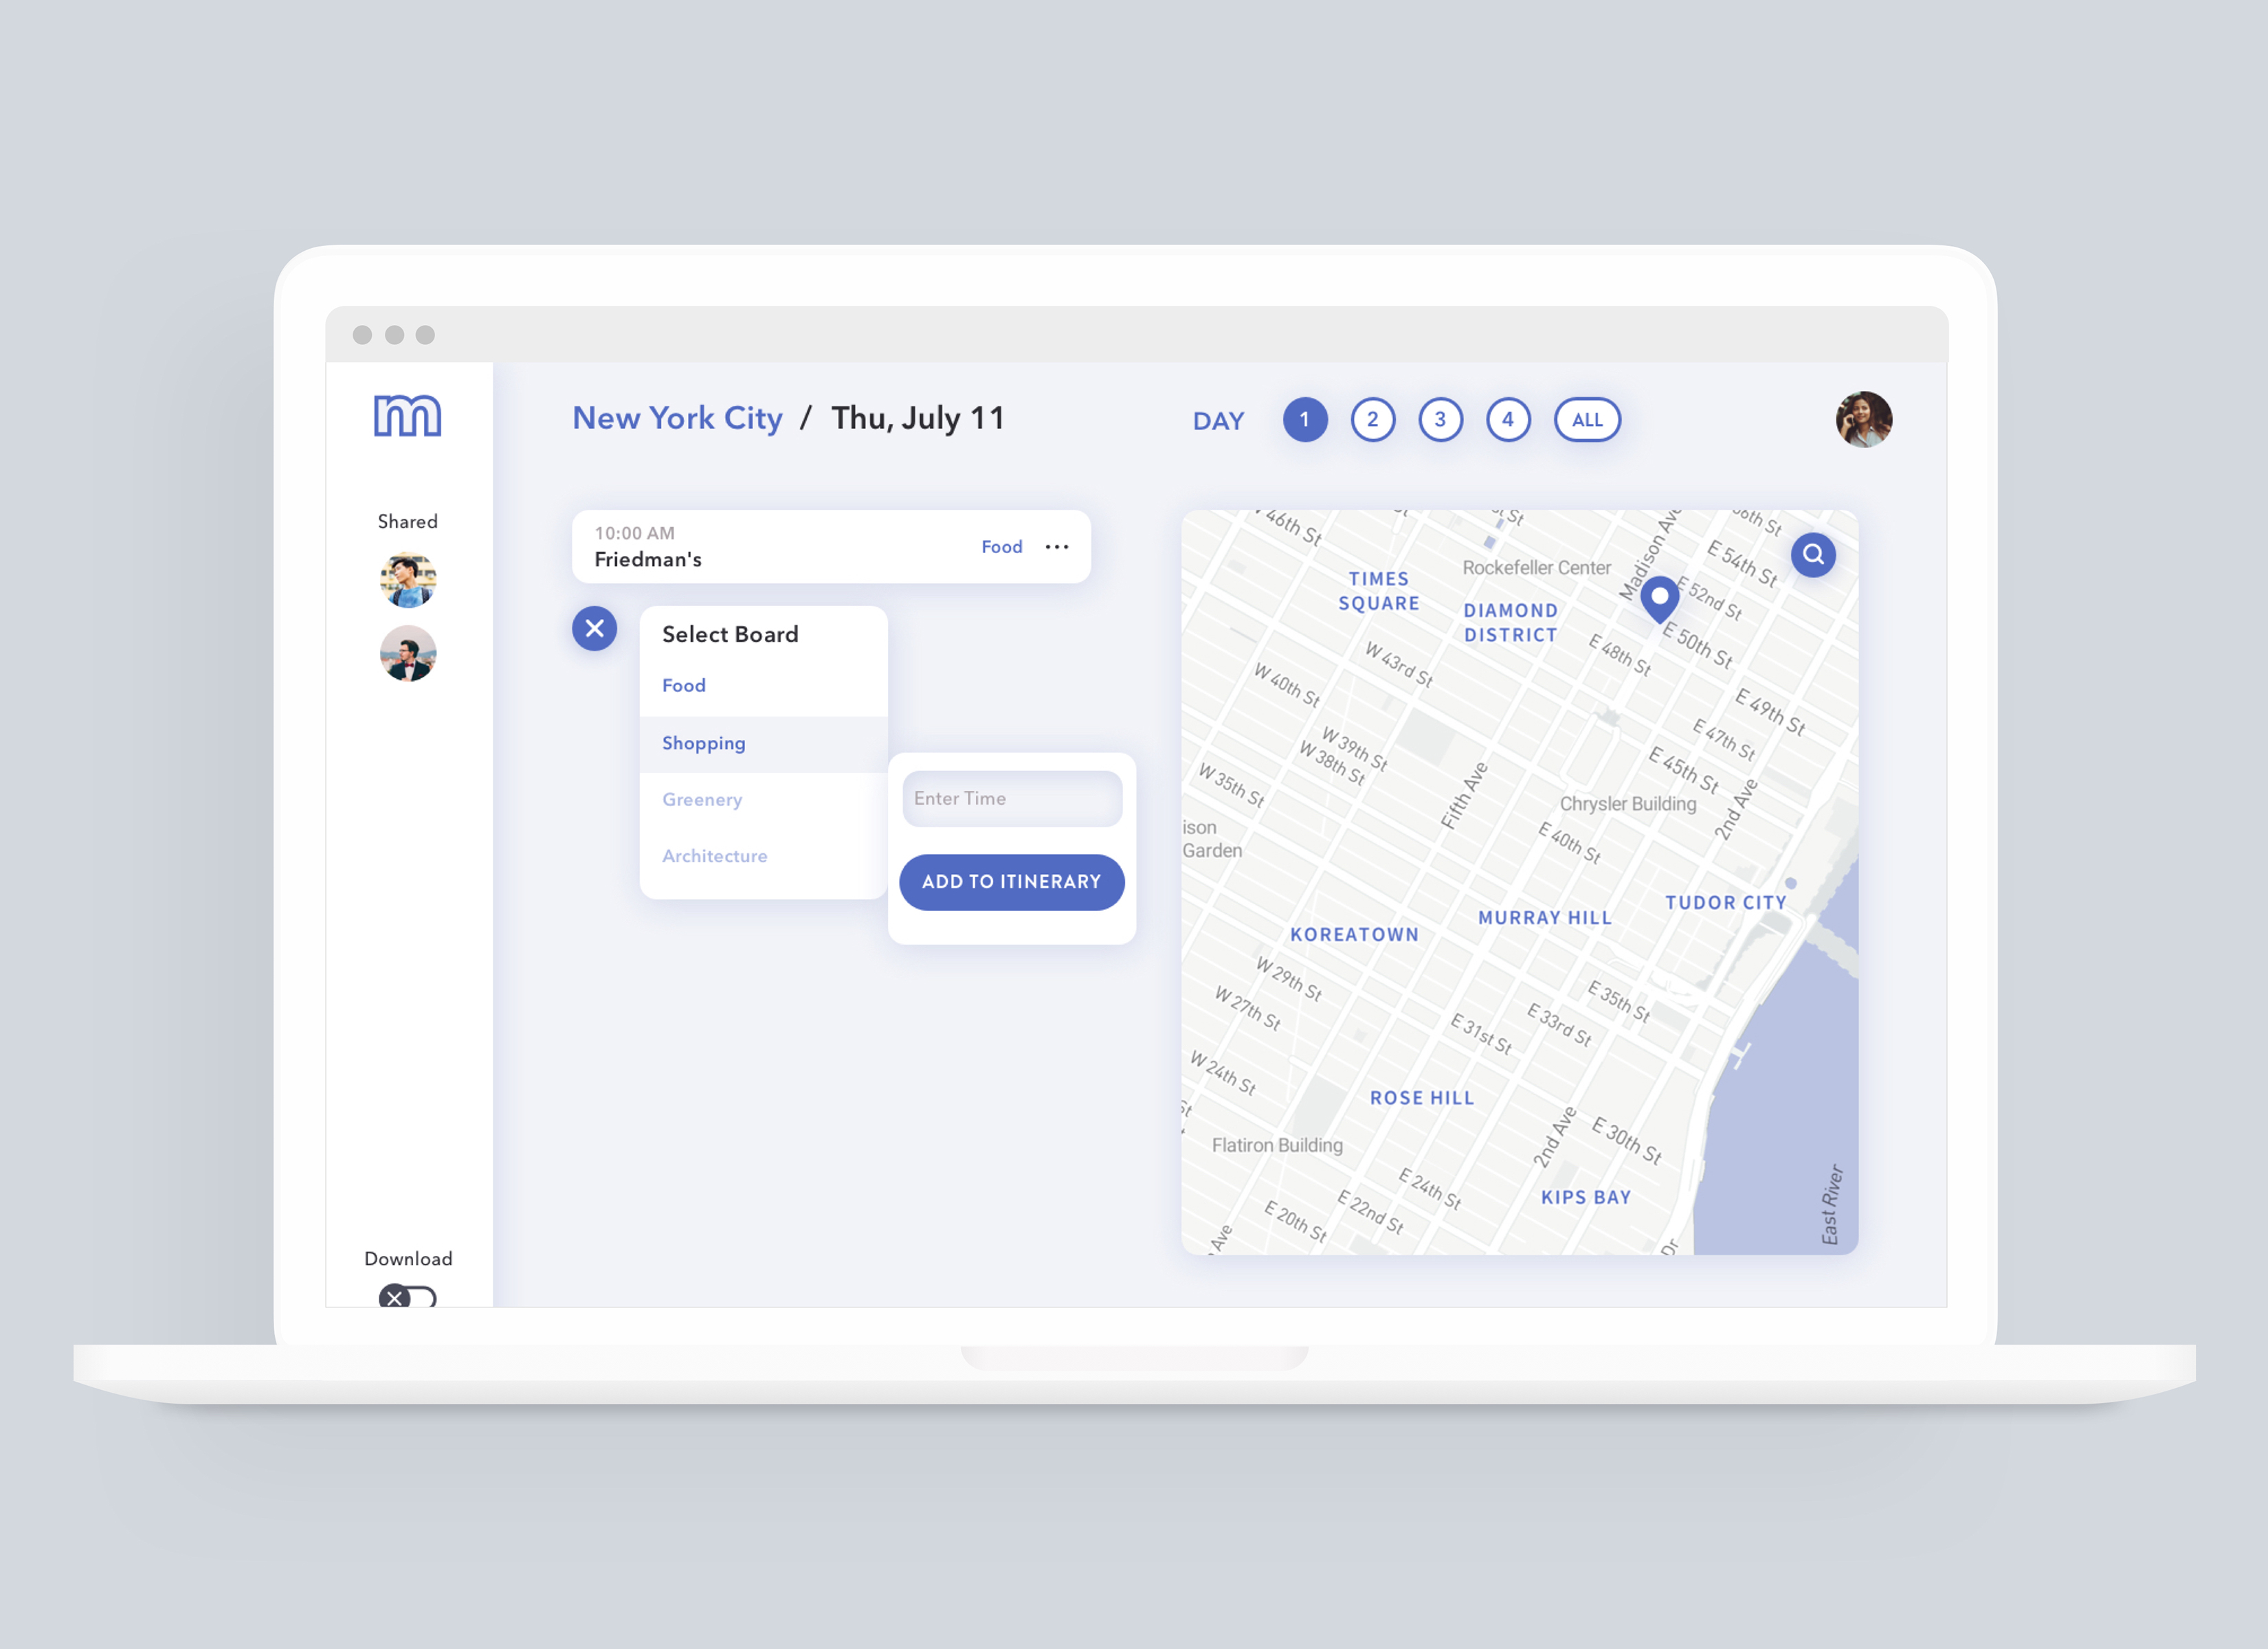 m
New York City / Thu, July 11
DAY 1 2 3 4 ALL
Shared
10:00 AM
Friedman's
Food
Select Board
Food
Shopping
Greenery
Architecture
Enter Time
ADD TO ITINERARY
Download
W 46th St
St
Madison Ave
E 54th St
Rockefeller Center
TIMES
SQUARE
DIAMOND
DISTRICT
E 52nd St
E 50th St
E 48th St
W 43rd St
W 40th St
E 49th St
E 47th St
W 39th St
W 38th St
E 45th St
W 35th St
Fifth Ave
2nd Ave
Chrysler Building
ison
Garden
E 40th St
TUDOR CITY
MURRAY HILL
KOREATOWN
W 29th St
W 27th St
E 35th St
E 33rd St
E 31st St
W 24th St
ROSE HILL
St
2nd Ave
E 30th St
Flatiron Building
E 24th St
E 22nd St
E 20th St
KIPS BAY
East River
Ave
Dr